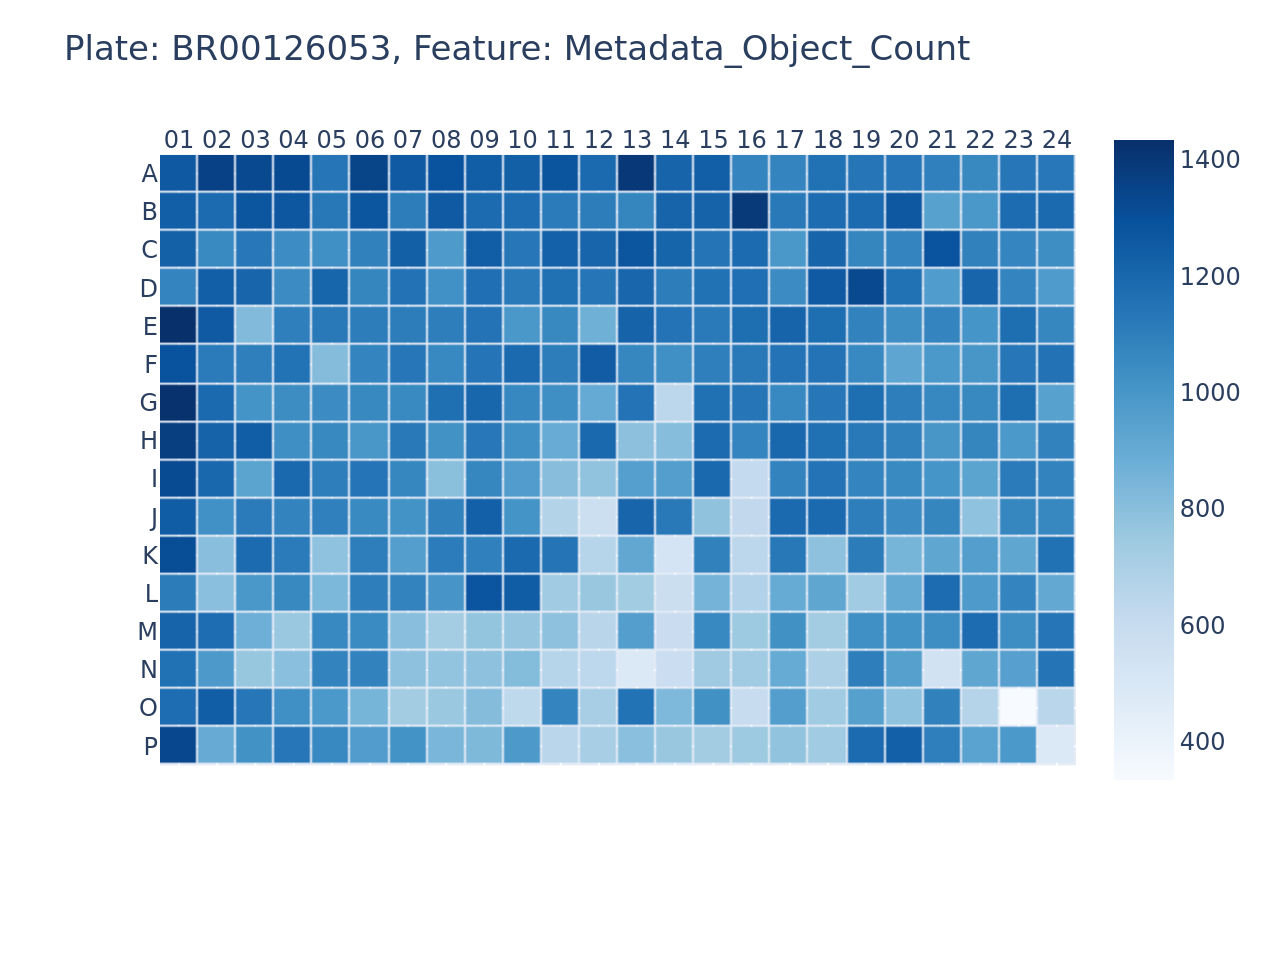 Plate: BR00126053, Feature: Metadata_Object_Count
01 02 03 04 05 06 07 08 09 10 11 12 13 14 15 16 17 18 19 20 21 22 23 24
A
B
C
D
E
F
G
H
I
J
K
L
M
N
O
P
1400
1200
1000
800
600
400